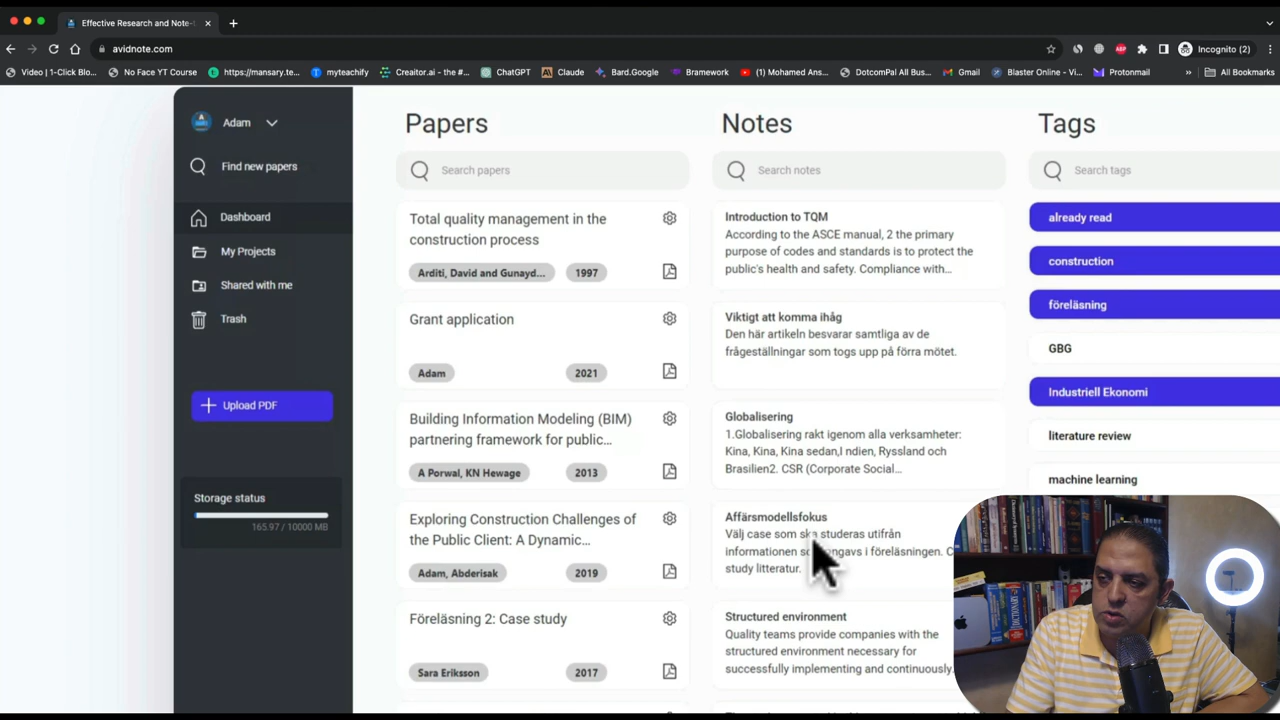 Effective Research and Note-
avidnote.com
Incognito (2)
Video | 1-Click Blo...
No Face YT Course
https://mansary.te...
myteachify
Creaitor.ai - the #...
ChatGPT
Claude
Bard.Google
Bramework
(1) Mohamed Ans...
DotcomPal All Bus...
Gmail
Blaster Online - Vi...
Protonmail
»
All Bookmarks
Adam
Find new papers
Dashboard
My Projects
Shared with me
Trash
+ Upload PDF
Storage status
165.97 / 10000 MB
Papers
Search papers
Total quality management in the
construction process
Arditi, David and Gunayd...
1997
Grant application
Adam
2021
Building Information Modeling (BIM)
partnering framework for public...
A Porwal, KN Hewage
2013
Exploring Construction Challenges of
the Public Client: A Dynamic...
Adam, Abderisak
2019
Föreläsning 2: Case study
Sara Eriksson
2017
Notes
Search notes
Introduction to TQM
According to the ASCE manual, 2 the primary
purpose of codes and standards is to protect the
public's health and safety. Compliance with...
Viktigt att komma ihåg
Den här artikeln besvarar samtliga av de
frågeställningar som togs upp på förra mötet.
Globalisering
1.Globalisering rakt igenom alla verksamheter:
Kina, Kina, Kina sedan,I ndien, Ryssland och
Brasilien2. CSR (Corporate Social...
Affärsmodellsfokus
Välj case som ska studeras utifrån
informationen i föreläsningen.
study litteratur.
Structured environment
Quality teams provide companies with the
structured environment necessary for
successfully implementing and continuously
Tags
Search tags
already read
construction
föreläsning
GBG
Industriell Ekonomi
literature review
machine learning